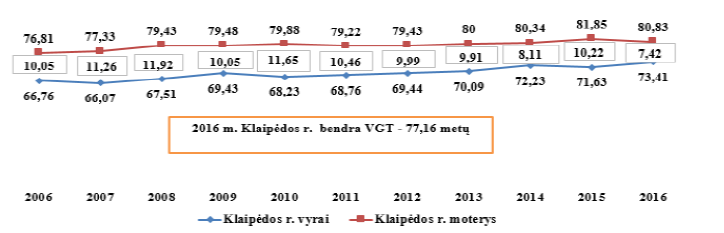 76,81 77,33 79,43 79,48 79,88 79,22 79,43 80 80,34 81,85 80,83
10,05 11,26 11,92 10,05 11,65 10,46 9,99 9,91 8,11 10,22 7,42
66,76 66,07 67,51 69,43 68,23 68,76 69,44 70,09 72,23 71,63 73,41
2016 m. Klaipėdos r. bendra VGT - 77,16 metų
2006 2007 2008 2009 2010 2011 2012 2013 2014 2015 2016
Klaipėdos r. vyrai Klaipėdos r. moterys